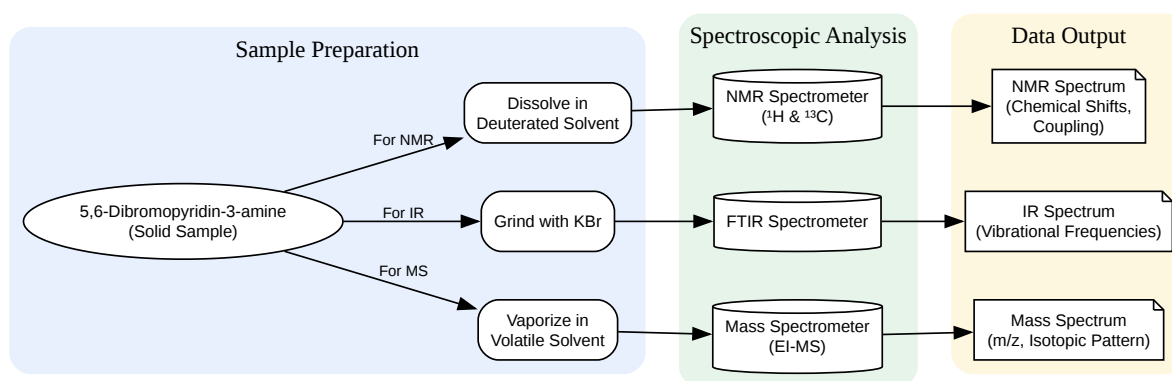 Sample Preparation
Spectroscopic Analysis
Data Output
Dissolve in
Deuterated Solvent
NMR Spectrometer
(¹H & ¹³C)
NMR Spectrum
(Chemical Shifts,
Coupling)
For NMR
5,6-Dibromopyridin-3-amine
(Solid Sample)
For IR
Grind with KBr
FTIR Spectrometer
IR Spectrum
(Vibrational Frequencies)
For MS
Vaporize in
Volatile Solvent
Mass Spectrometer
(EI-MS)
Mass Spectrum
(m/z, Isotopic Pattern)